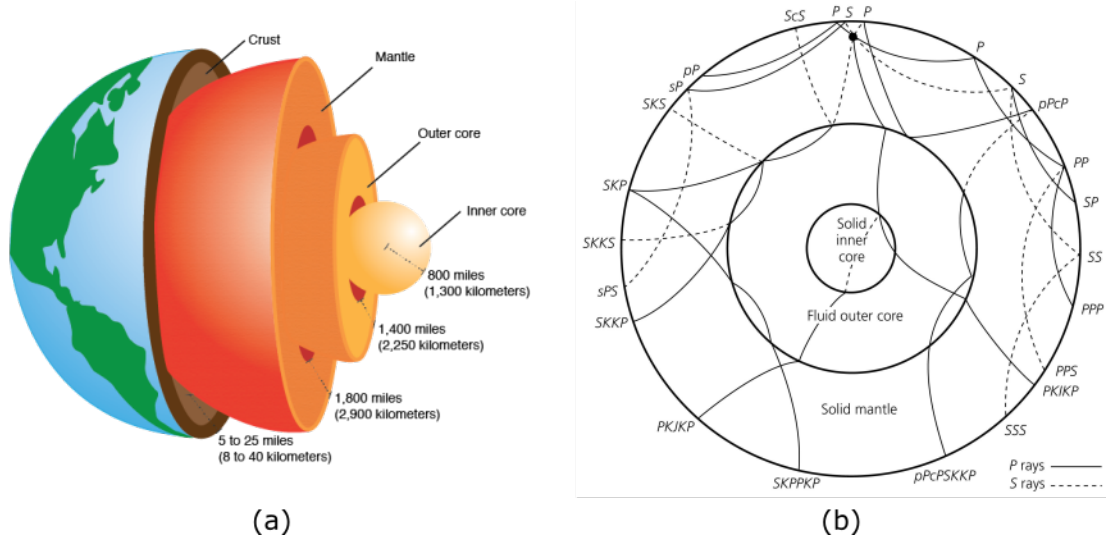 Crust
Mantle
Outer core
Inner core
800 miles
(1,300 kilometers)
1,400 miles
(2,250 kilometers)
1,800 miles
(2,900 kilometers)
5 to 25 miles
(8 to 40 kilometers)
(a)
ScS
P
S
P
pP
sP
SKS
SKP
SKKS
sPS
SKKP
PKJKP
SKPPKP
pPcPSKKP
SSS
PKIKP
PPS
PPP
SS
SP
PP
pPcP
S
P
Solid
inner
core
Fluid outer core
Solid mantle
P rays
S rays
(b)